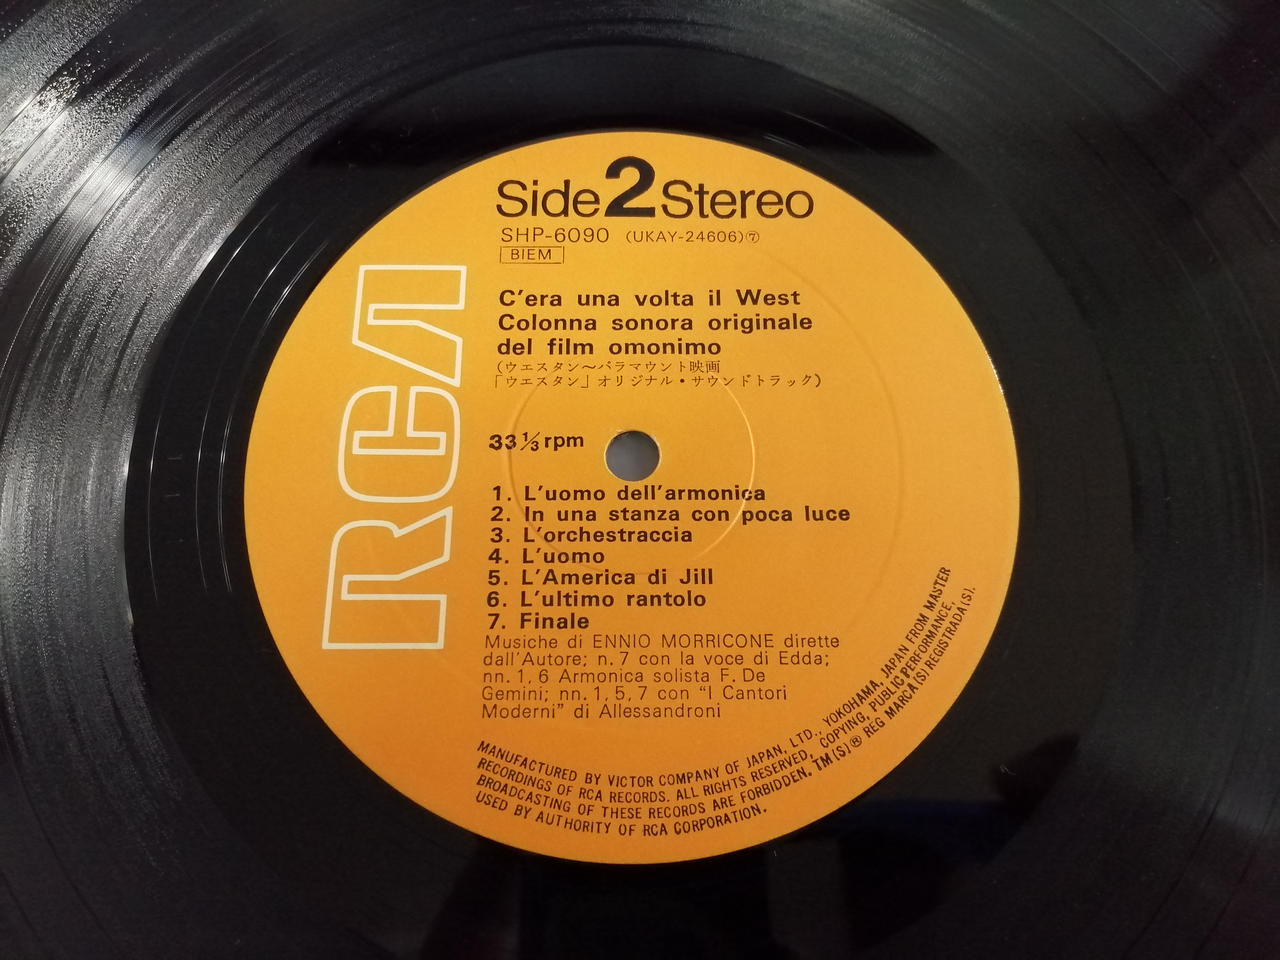 Side 2 Stereo
SHP-6090 (UKAY-24606)⑦
BIEM
C'era una volta il West
Colonna sonora originale
del film omonimo
(ウエスタン〜パラマウント映画
「ウエスタン」オリジナル・サウンドトラック)
RCA
33 1/3 rpm
1. L'uomo dell'armonica
2. In una stanza con poca luce
3. L'orchestraccia
4. L'uomo
5. L'America di Jill
6. L'ultimo rantolo
7. Finale
Musiche di ENNIO MORRICONE dirette
dall'Autore; n. 7 con la voce di Edda;
nn. 1, 6 Armonica solista F. De
Gemini; nn. 1, 5, 7 con "I Cantori
Moderni" di Allessandroni
MANUFACTURED BY VICTOR COMPANY OF JAPAN, LTD., YOKOHAMA, JAPAN FROM MASTER
RECORDINGS OF RCA RECORDS. ALL RIGHTS RESERVED, COPYING, PUBLIC PERFORMANCE,
BROADCASTING OF THESE RECORDS ARE FORBIDDEN. TM(S)® REG MARCA(S) REGISTRADA(S).
USED BY AUTHORITY OF RCA CORPORATION.